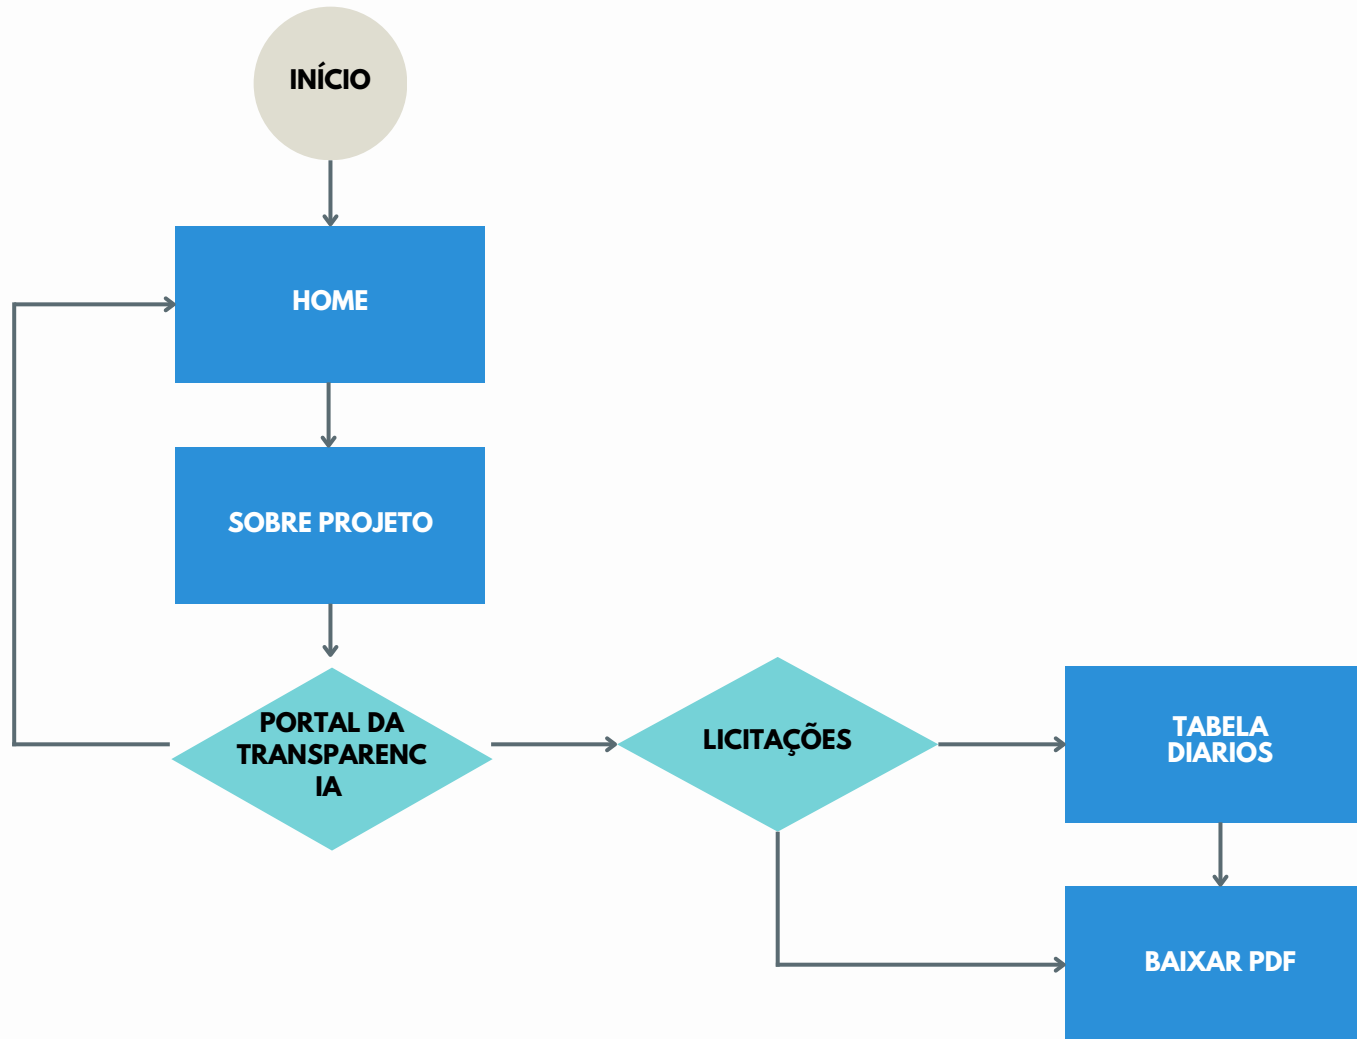 INÍCIO
HOME
SOBRE PROJETO
PORTAL DA
TRANSPARENC
IA
LICITAÇÕES
TABELA
DIARIOS
BAIXAR PDF